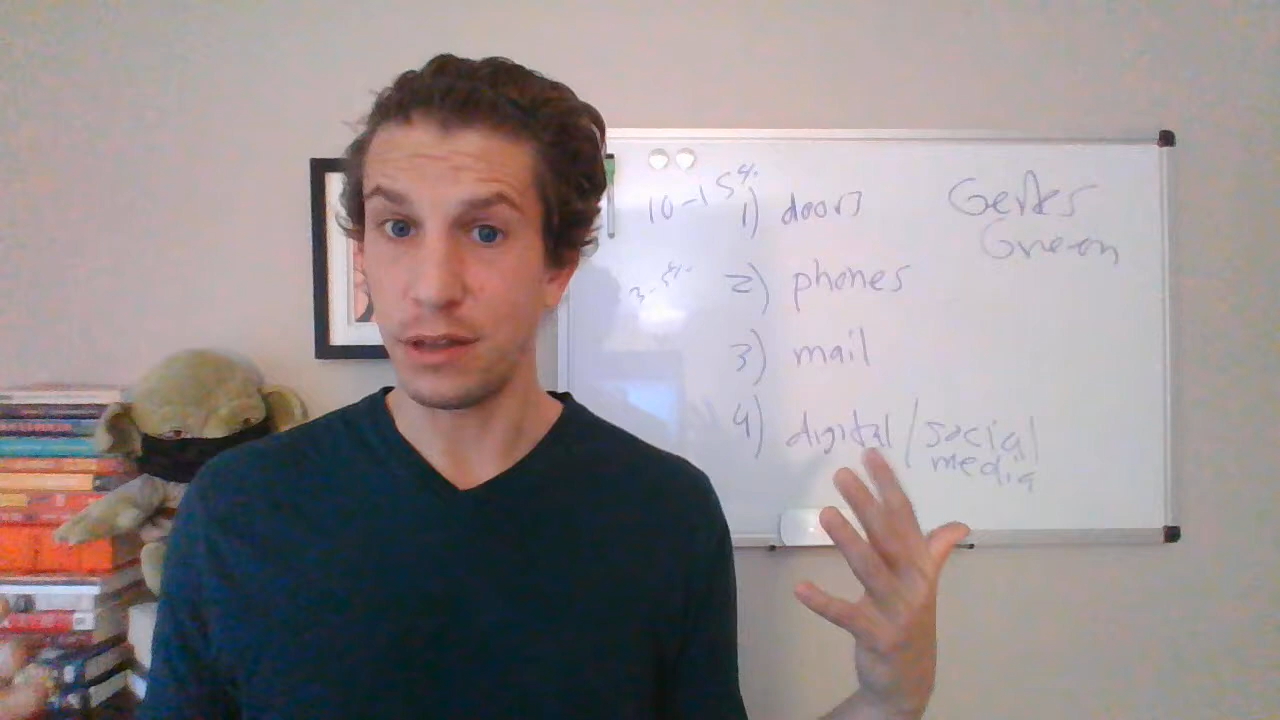 10-15%
1) doors
Gerber
Green
3-5%
2) phones
3) mail
4) digital / social
media